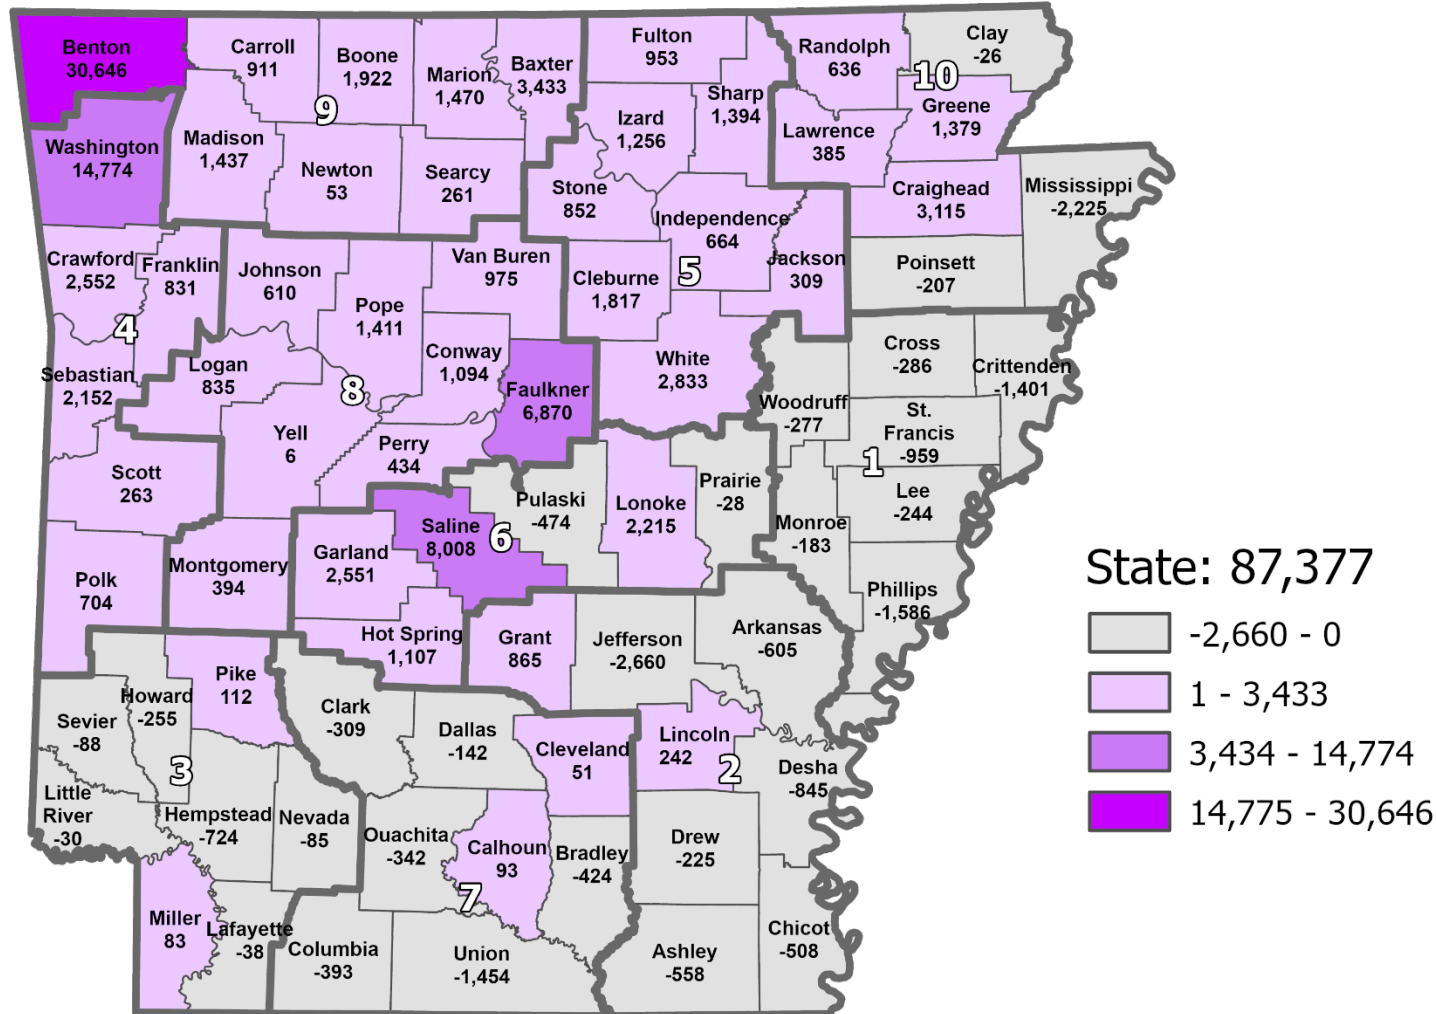 Benton
30,646
Carroll
911
Boone
1,922
Marion
1,470
Baxter
3,433
Fulton
953
Sharp
1,394
Randolph
636
Clay
-26
10
9
Greene
1,379
Washington
14,774
Madison
1,437
Newton
53
Searcy
261
Izard
1,256
Stone
852
Lawrence
385
Craighead
3,115
Mississippi
-2,225
Independence
664
Jackson
309
Poinsett
-207
Crawford
2,552
Franklin
831
Johnson
610
Pope
1,411
Van Buren
975
Cleburne
1,817
5
4
Sebastian
2,152
Logan
835
8
Conway
1,094
Faulkner
6,870
White
2,833
Woodruff
-277
Cross
-286
Crittenden
-1,401
St.
Francis
-959
1
Lee
-244
Scott
263
Yell
6
Perry
434
Pulaski
-474
6
Lonoke
2,215
Prairie
-28
Monroe
-183
Phillips
-1,586
Polk
704
Montgomery
394
Garland
2,551
Saline
8,008
Hot Spring
1,107
Grant
865
Jefferson
-2,660
Arkansas
-605
Sevier
-88
Howard
-255
Pike
112
Clark
-309
Dallas
-142
Cleveland
51
Lincoln
242
2
Desha
-845
3
Little
River
-30
Hempstead
-724
Nevada
-85
Ouachita
-342
Calhoun
93
7
Bradley
-424
Drew
-225
Miller
83
Lafayette
-38
Columbia
-393
Union
-1,454
Ashley
-558
Chicot
-508
State: 87,377
-2,660 - 0
1 - 3,433
3,434 - 14,774
14,775 - 30,646